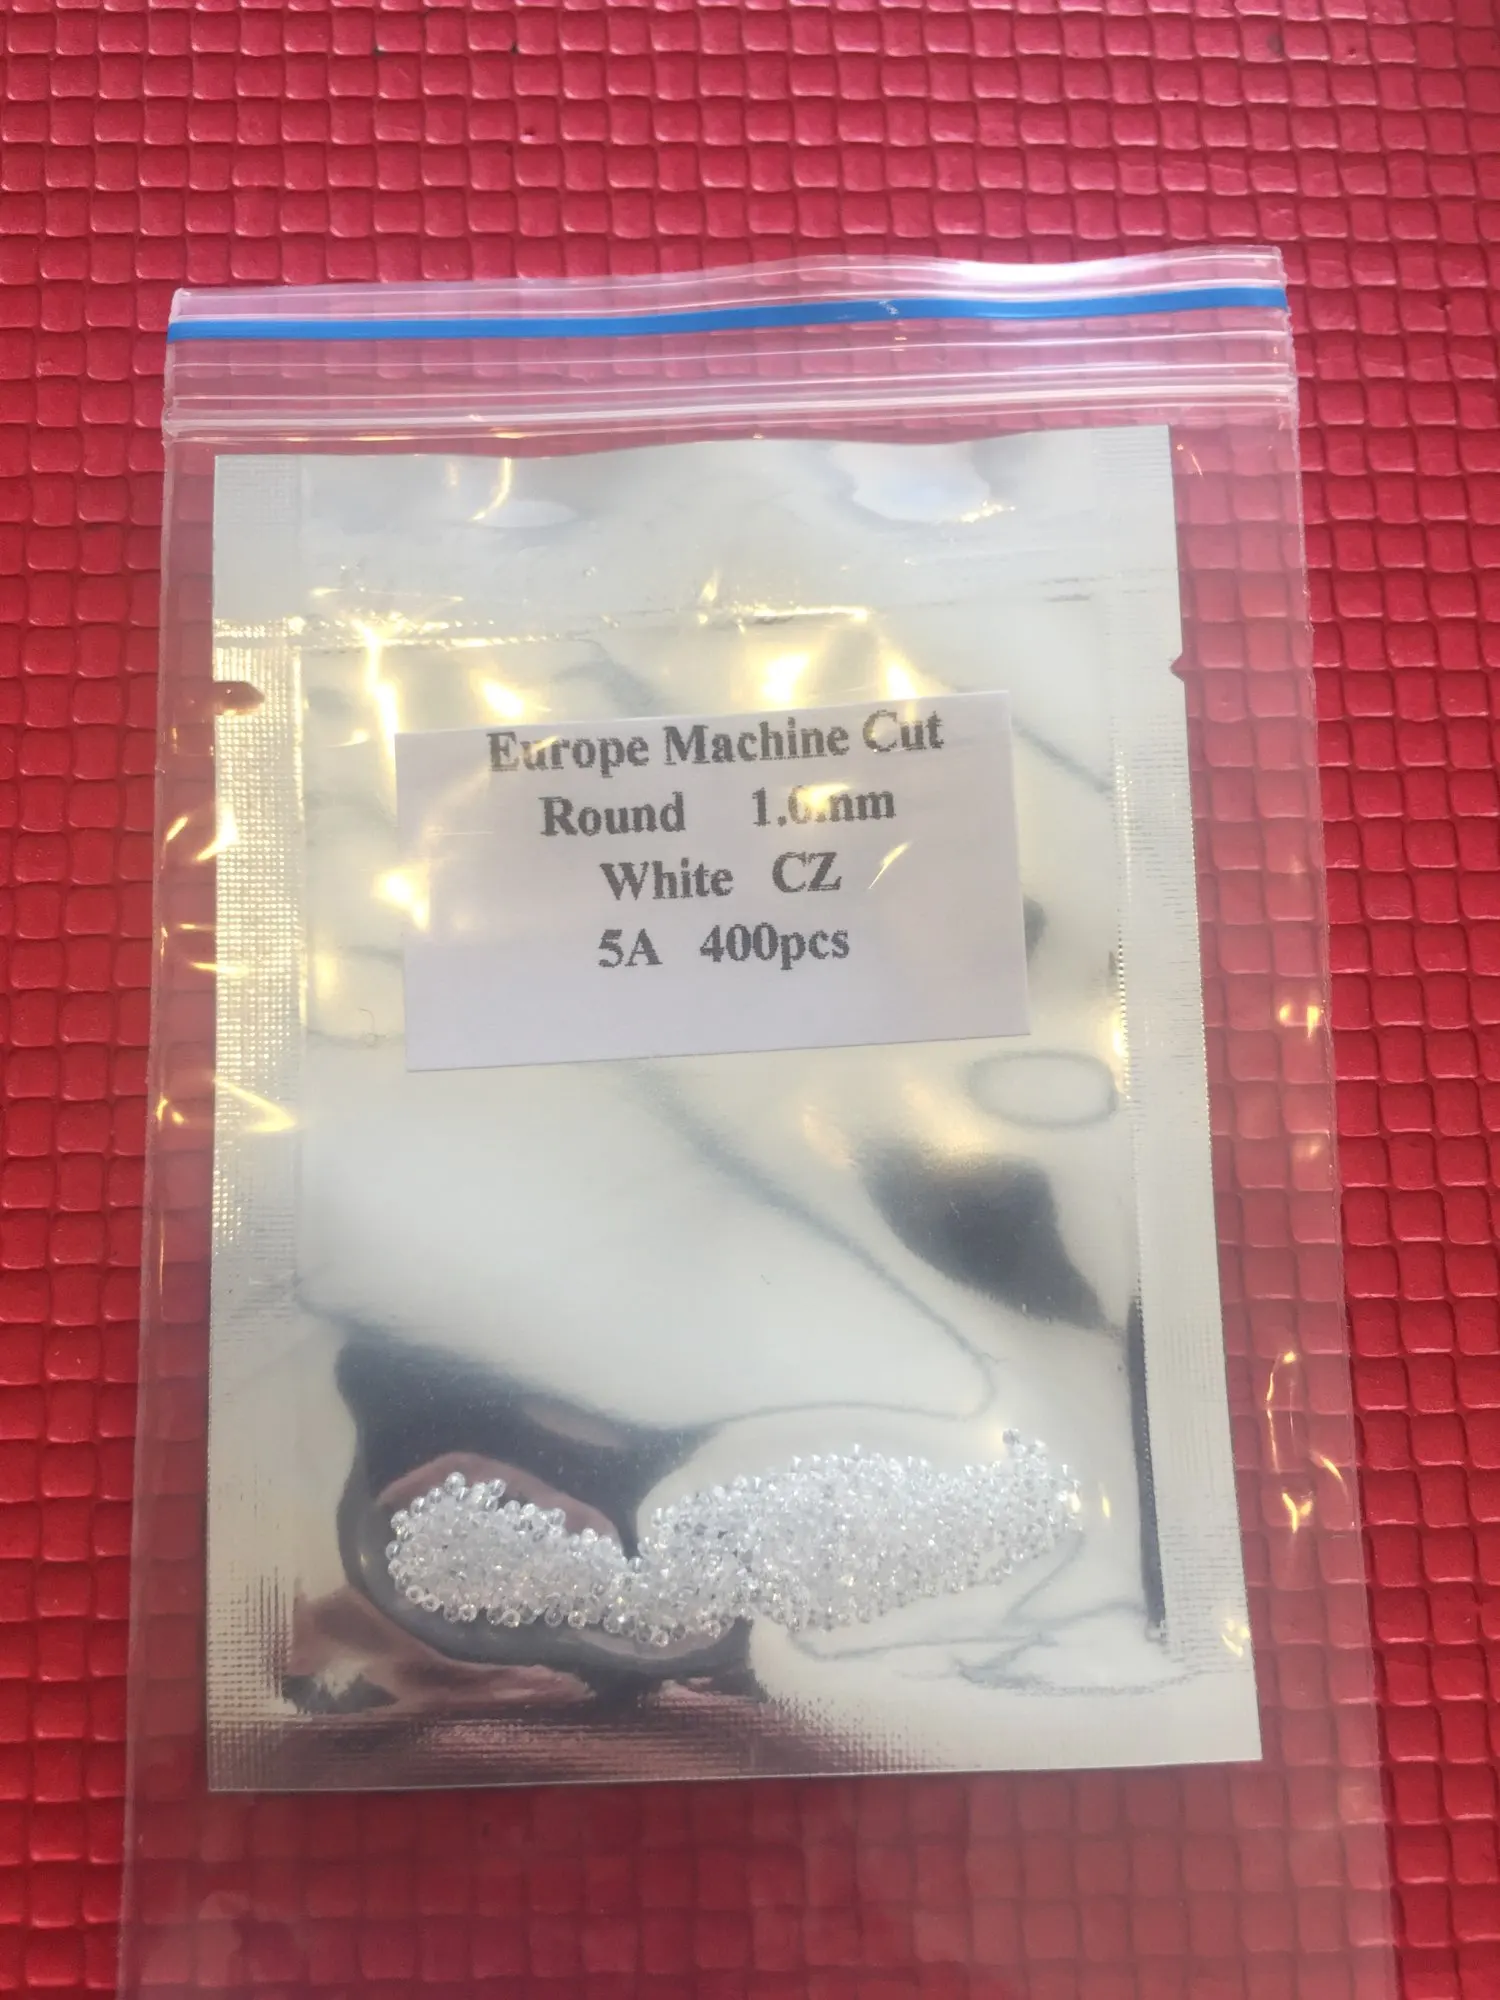 Europe Machine Cut
Round
White CZ
5A 400pcs